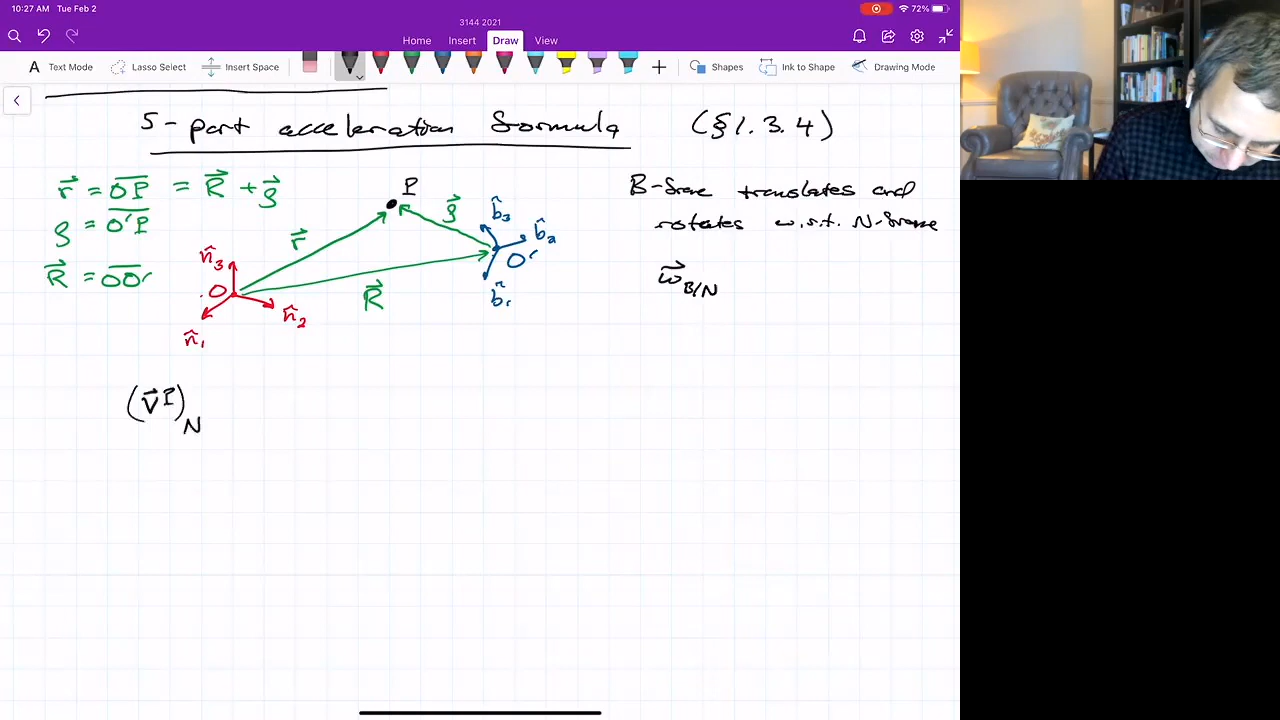 10:27 AM Tue Feb 2
72%
3144 2021
Home Insert Draw View
Text Mode Lasso Select Insert Space Shapes Ink to Shape Drawing Mode
5-part acceleration formula (§1.3.4)
r⃗ = O̅P̅ = R⃗ + ρ⃗
ρ = O̅'̅P̅
R⃗ = O̅O̅'
P
r⃗
ρ⃗
R⃗
n̂₃
O
n̂₂
n̂₁
b̂₃
b̂₂
O'
b̂₁
B-frame translates and
rotates w.r.t. N-frame
ω⃗ B/N
(v⃗ᴾ)N